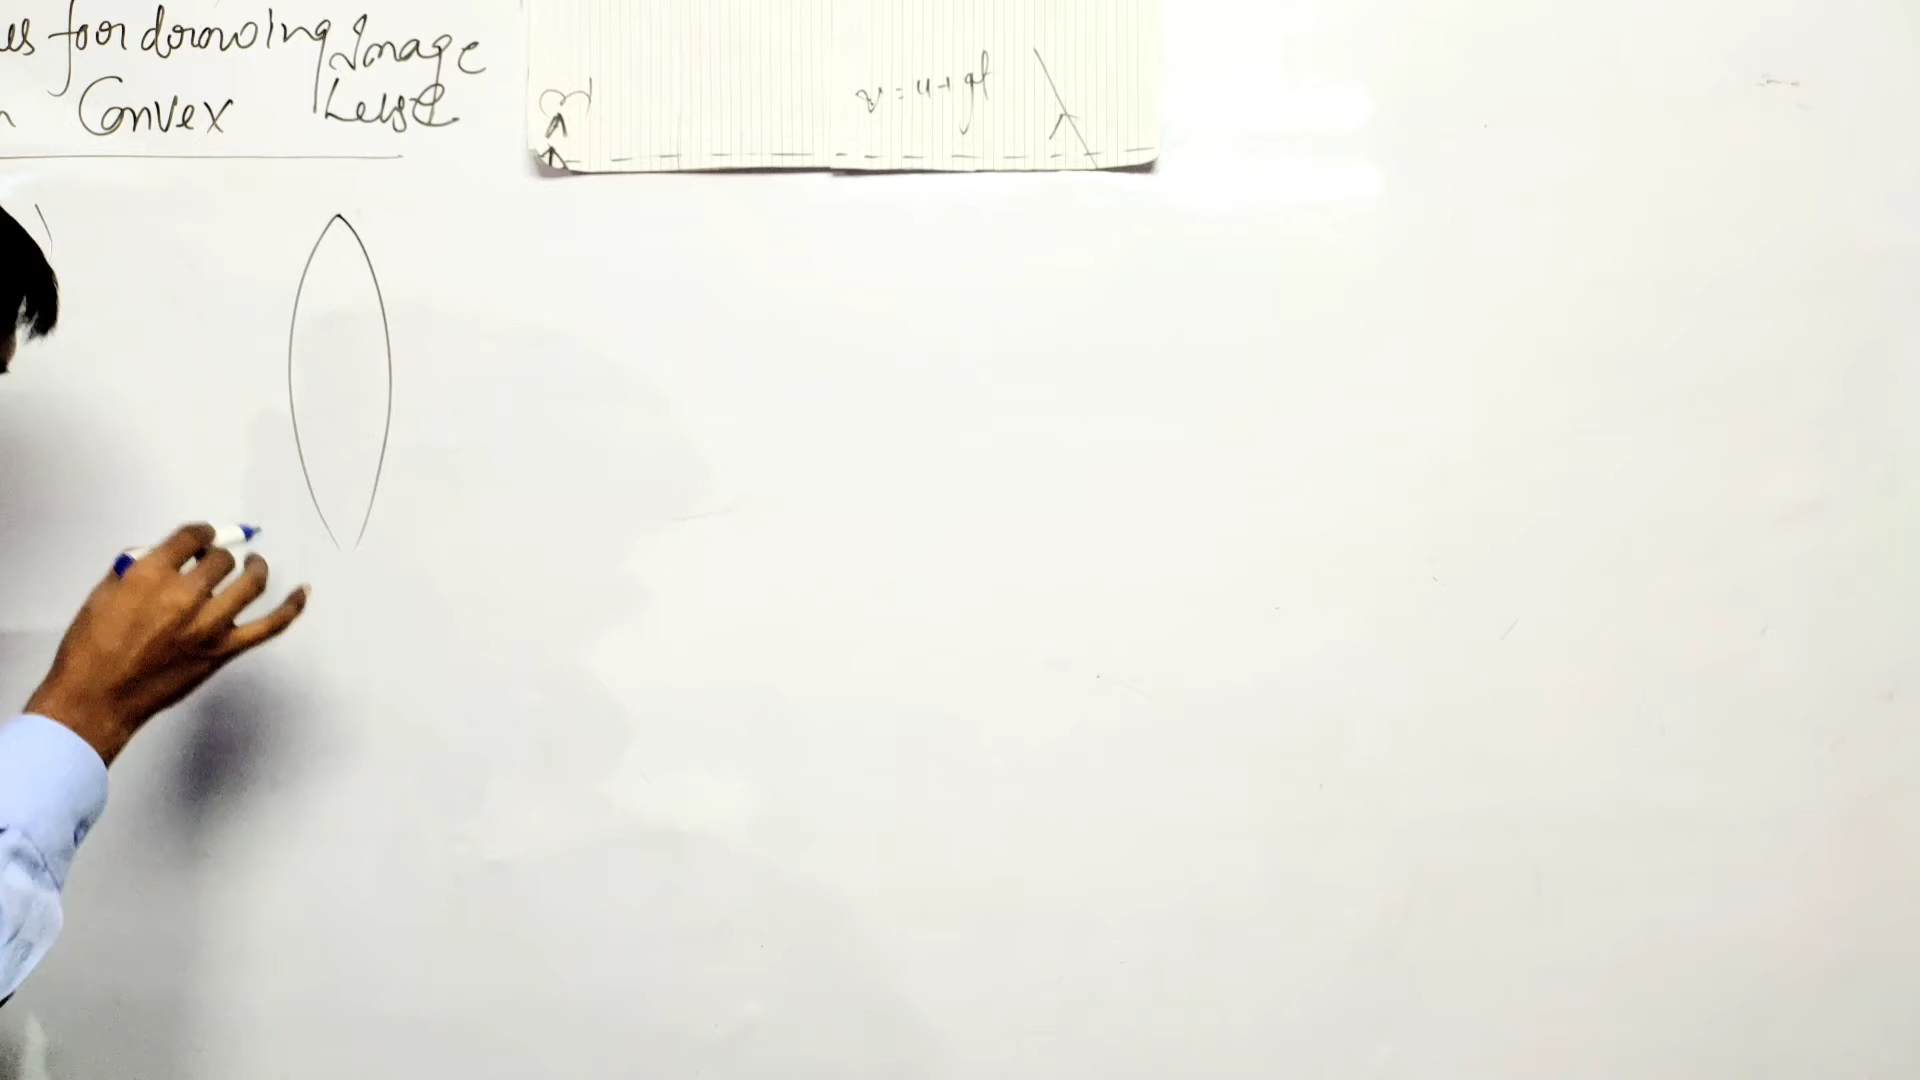 es for drawing Image
n Convex Lens
v = u + gt